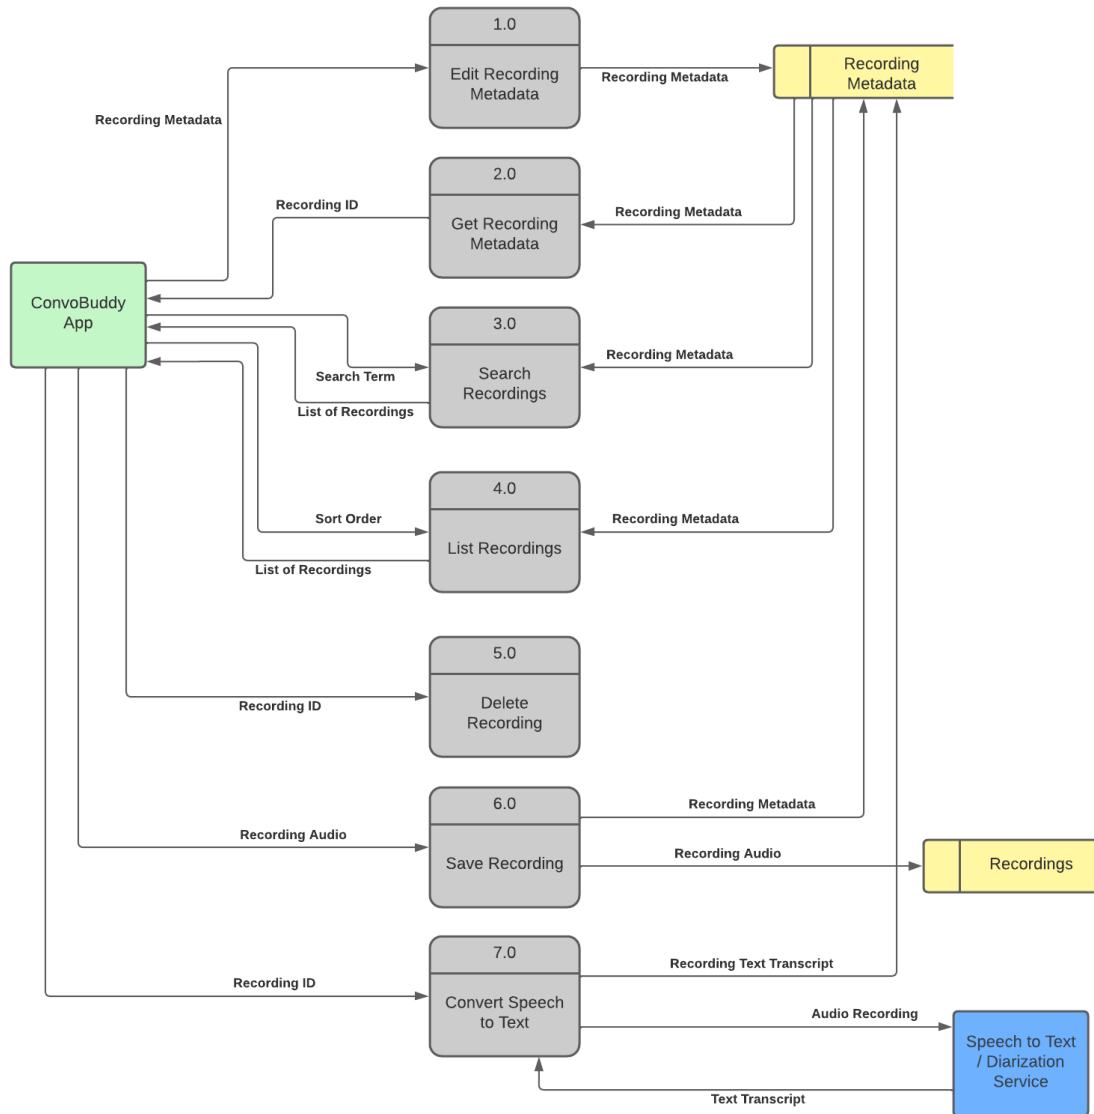 1.0
Edit Recording
Metadata
Recording Metadata
Recording
Metadata
Recording Metadata
2.0
Get Recording
Metadata
Recording ID
Recording Metadata
ConvoBuddy
App
3.0
Search
Recordings
Recording Metadata
Search Term
List of Recordings
4.0
List Recordings
Sort Order
Recording Metadata
List of Recordings
5.0
Delete
Recording
Recording ID
6.0
Save Recording
Recording Metadata
Recording Audio
Recording Audio
Recordings
7.0
Convert Speech
to Text
Recording Text Transcript
Recording ID
Audio Recording
Speech to Text
/ Diarization
Service
Text Transcript